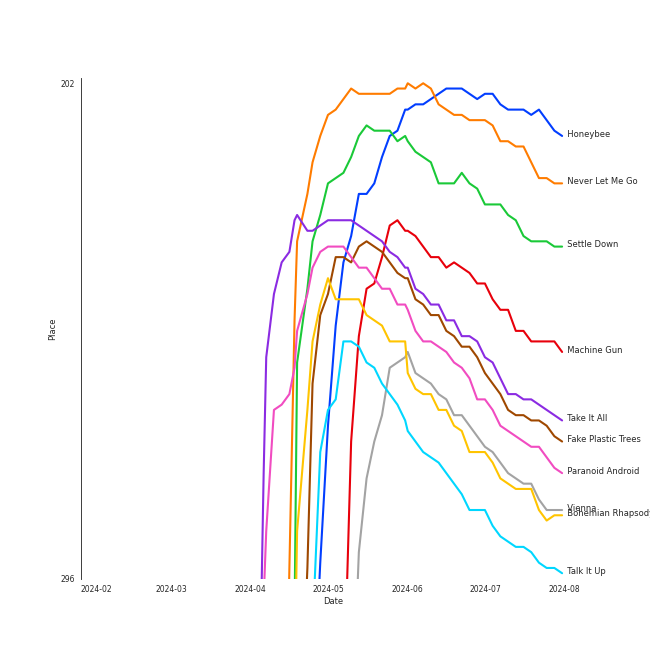 202
Honeybee
Never Let Me Go
Settle Down
Place
Machine Gun
Take It All
Fake Plastic Trees
Paranoid Android
Vienna
Bohemian Rhapsod
Talk It Up
296
2024-02 2024-03 2024-04 2024-05 2024-06 2024-07 2024-08
Date